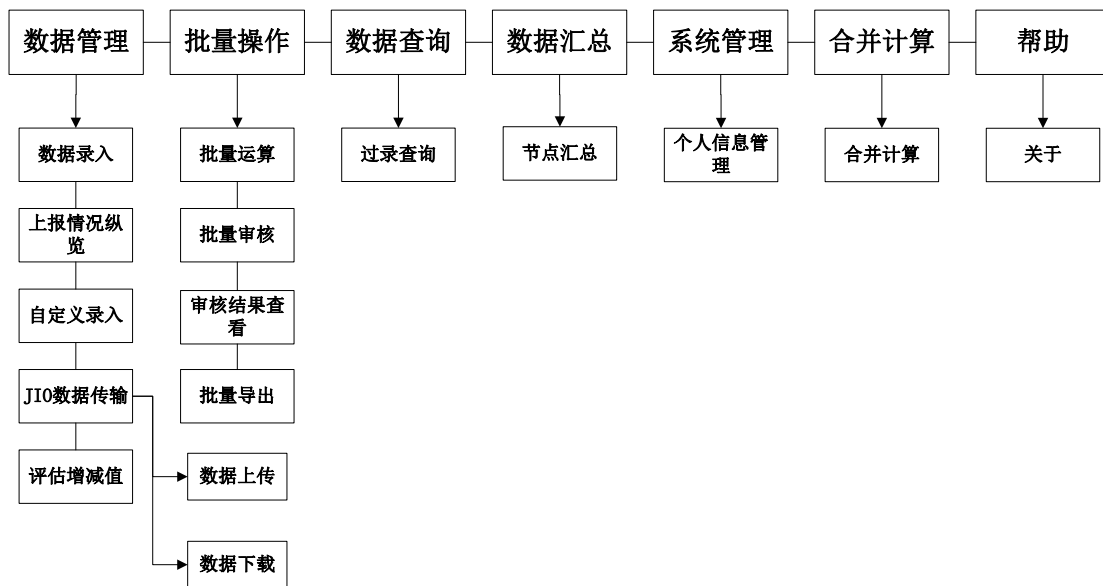 数据管理
批量操作
数据查询
数据汇总
系统管理
合并计算
帮助
数据录入
批量运算
过录查询
节点汇总
个人信息管
理
合并计算
关于
上报情况纵
览
批量审核
自定义录入
审核结果查
看
JIO数据传输
批量导出
评估增减值
数据上传
数据下载